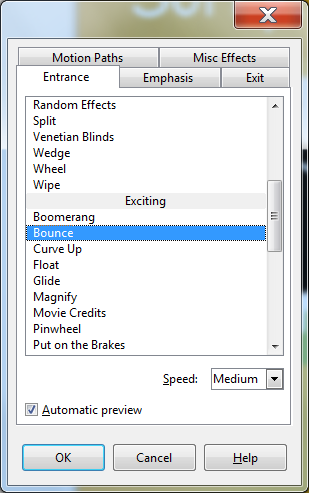 Motion Paths Misc Effects
Entrance Emphasis Exit
Random Effects
Split
Venetian Blinds
Wedge
Wheel
Wipe
Exciting
Boomerang
Bounce
Curve Up
Float
Glide
Magnify
Movie Credits
Pinwheel
Put on the Brakes
Speed: Medium
Automatic preview
OK Cancel Help